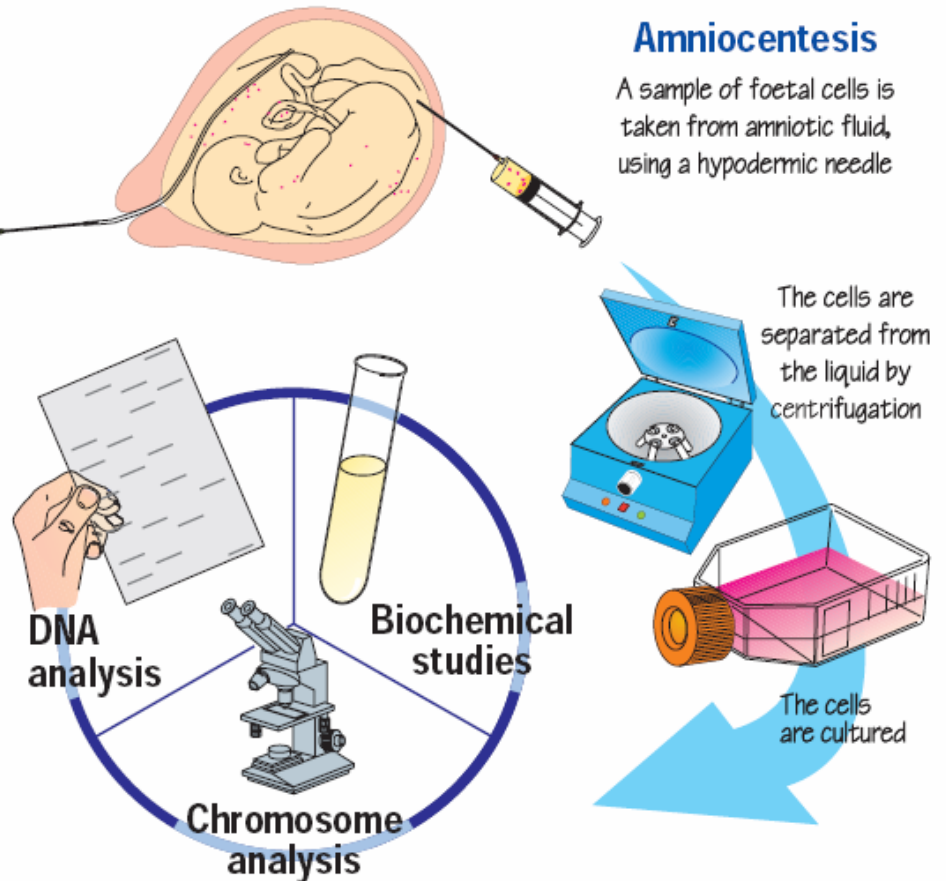 Amniocentesis
A sample of foetal cells is
taken from amniotic fluid,
using a hypodermic needle
The cells are
separated from
the liquid by
centrifugation
The cells
are cultured
DNA
analysis
Biochemical
studies
Chromosome
analysis